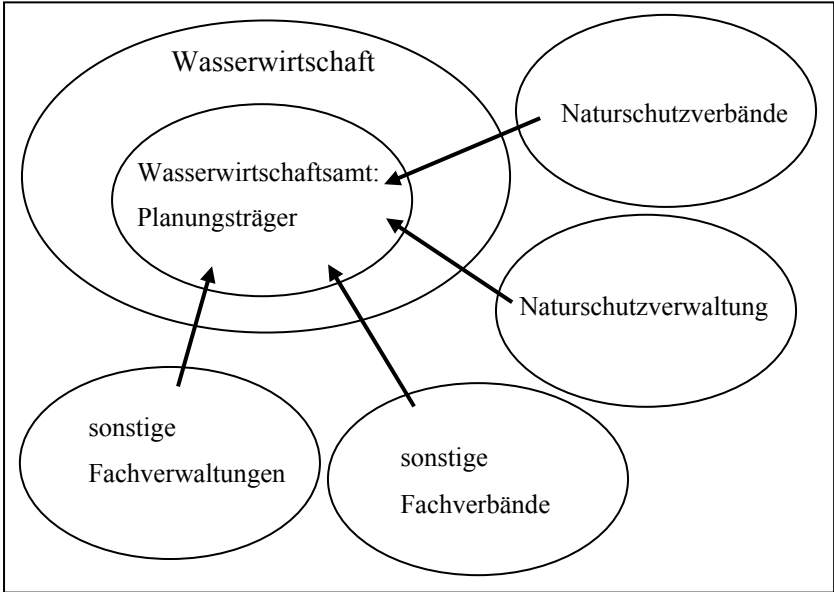 Wasserwirtschaft
Wasserwirtschaftsamt:
Planungsträger
Naturschutzverbände
Naturschutzverwaltung
sonstige
Fachverwaltungen
sonstige
Fachverbände